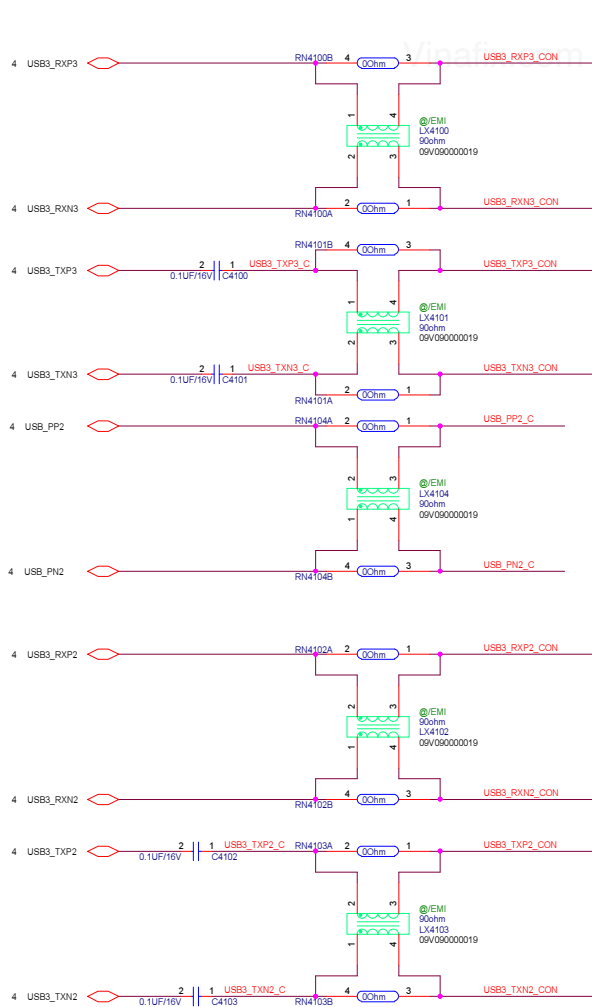 Vinafix.com
RN4100B 4 0Ohm 3 USB3_RXP3_CON
4 USB3_RXP3
1 4
@/EMI
LX4100
90ohm
09V090000019
2 3
4 USB3_RXN3 2 0Ohm 1 USB3_RXN3_CON
RN4100A
RN4101B 4 0Ohm 3
4 USB3_TXP3 2 1 USB3_TXP3_C USB3_TXP3_CON
0.1UF/16V C4100
1 4
@/EMI
LX4101
90ohm
09V090000019
2 3
4 USB3_TXN3 2 1 USB3_TXN3_C USB3_TXN3_CON
0.1UF/16V C4101
2 0Ohm 1
RN4101A
4 USB_PP2 RN4104A 2 0Ohm 1 USB_PP2_C
2 3
@/EMI
LX4104
90ohm
09V090000019
1 4
4 USB_PN2 4 0Ohm 3 USB_PN2_C
RN4104B
4 USB3_RXP2 RN4102A 2 0Ohm 1 USB3_RXP2_CON
2 3
@/EMI
90ohm
LX4102
09V090000019
1 4
4 USB3_RXN2 4 0Ohm 3 USB3_RXN2_CON
RN4102B
4 USB3_TXP2 2 1 USB3_TXP2_C RN4103A 2 0Ohm 1 USB3_TXP2_CON
0.1UF/16V C4102
2 3
@/EMI
90ohm
LX4103
09V090000019
1 4
4 USB3_TXN2 2 1 USB3_TXN2_C 4 0Ohm 3 USB3_TXN2_CON
0.1UF/16V C4103 RN4103B